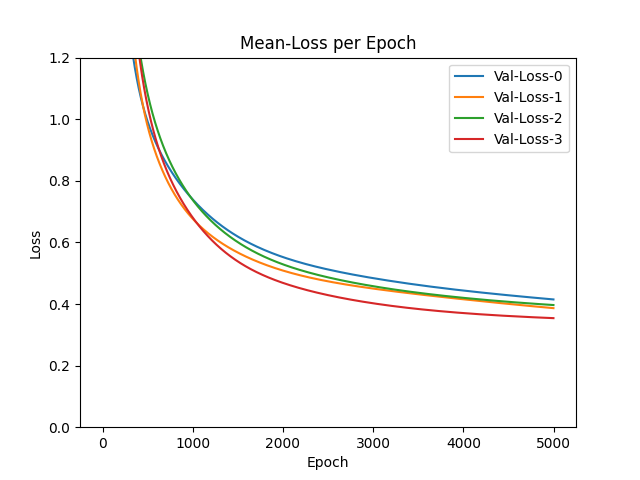 Mean-Loss per Epoch
Val-Loss-0
Val-Loss-1
Val-Loss-2
Val-Loss-3
Loss
1.2
1.0
0.8
0.6
0.4
0.2
0.0
0 1000 2000 3000 4000 5000
Epoch